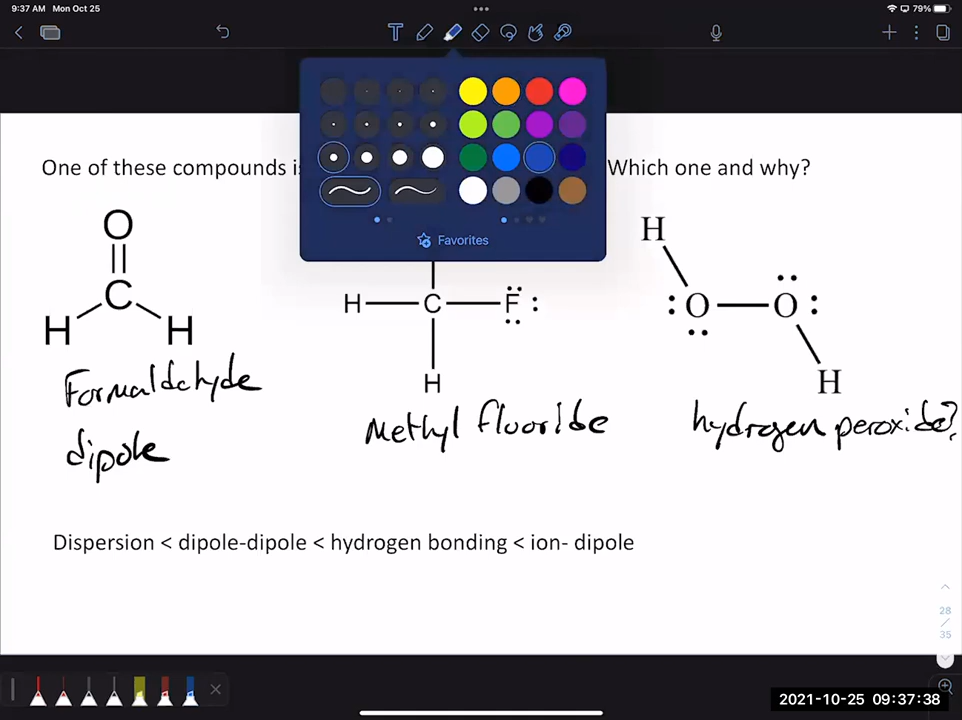 9:37 AM Mon Oct 25
79%
T
One of these compounds is Which one and why?
Favorites
O
C
H H
H C F
H
H
O O
H
Formaldehyde
dipole
Methyl fluoride
hydrogen peroxide?
Dispersion < dipole-dipole < hydrogen bonding < ion- dipole
28
/
35
2021-10-25 09:37:38